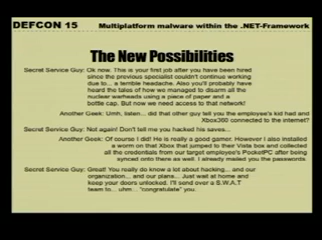 DEFCON 15
Multiplatform malware within the .NET-Framework
The New Possibilities
Secret Service Guy: Ok now. This is your first job after you have been hired
since the previous specialist couldn't continue working
due to... a terrible headache. Also you'll probably have
heard the tales of how we managed to disarm all the
nuclear warheads using a piece of paper and a
bottle cap. But now we need access to that network!
Another Geek: Umh, listen... did that other guy tell you the employee's kid had and
Xbox360 connected to the internet?
Secret Service Guy: Not again! Don't tell me you hacked his saves...
Another Geek: Of course I did! He is really a good gamer. However I also installed
a worm on that Xbox that jumped to their Vista box and collected
all the credentials from our target employee's PocketPC after being
synced onto there as well. I already mailed you the passwords.
Secret Service Guy: Great! You really do know a lot about hacking... and our
organization... and our plans... Just wait at home and
keep your doors unlocked. I'll send over a S.W.A.T
team to... uhm... "congratulate" you.